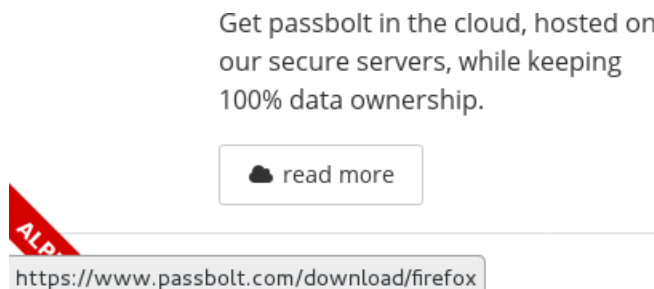 Get passbolt in the cloud, hosted on
our secure servers, while keeping
100% data ownership.
read more
https://www.passbolt.com/download/firefox